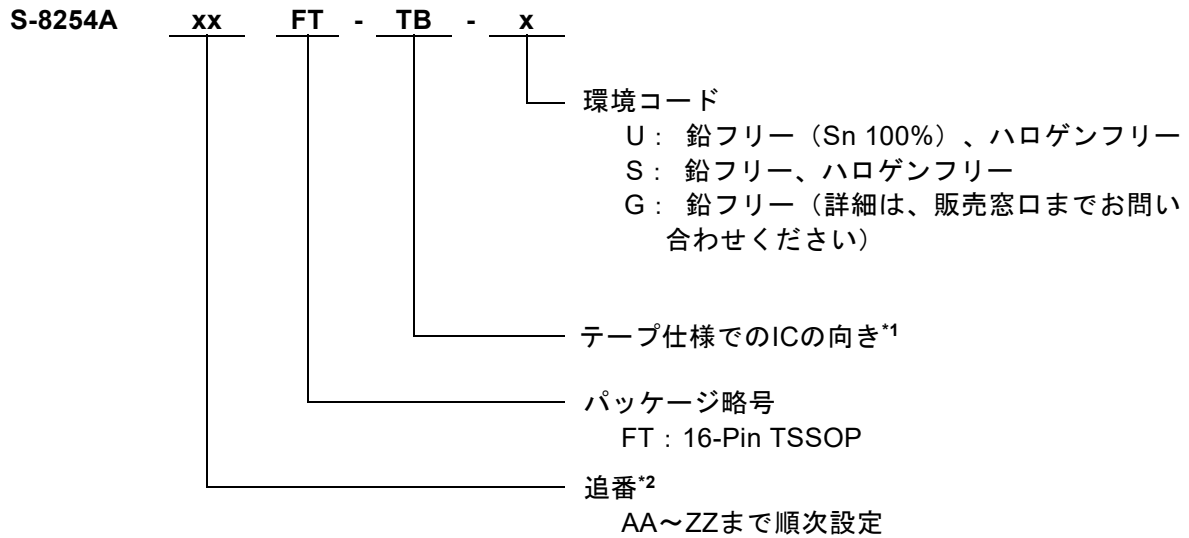 S-8254A xx FT - TB - x
環境コード
U： 鉛フリー（Sn 100%）、ハロゲンフリー
S： 鉛フリー、ハロゲンフリー
G： 鉛フリー（詳細は、販売窓口までお問い
合わせください）
テープ仕様でのICの向き*1
パッケージ略号
FT：16-Pin TSSOP
追番*2
AA～ZZまで順次設定